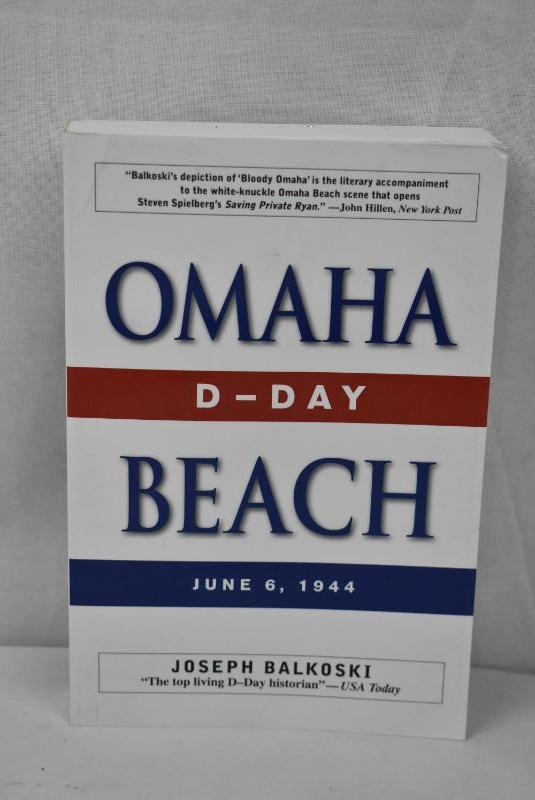 "Balkoski's depiction of 'Bloody Omaha' is the literary accompaniment
to the white-knuckle Omaha Beach scene that opens
Steven Spielberg's Saving Private Ryan." —John Hillen, New York Post
OMAHA
D–DAY
BEACH
JUNE 6, 1944
JOSEPH BALKOSKI
"The top living D–Day historian"—USA Today